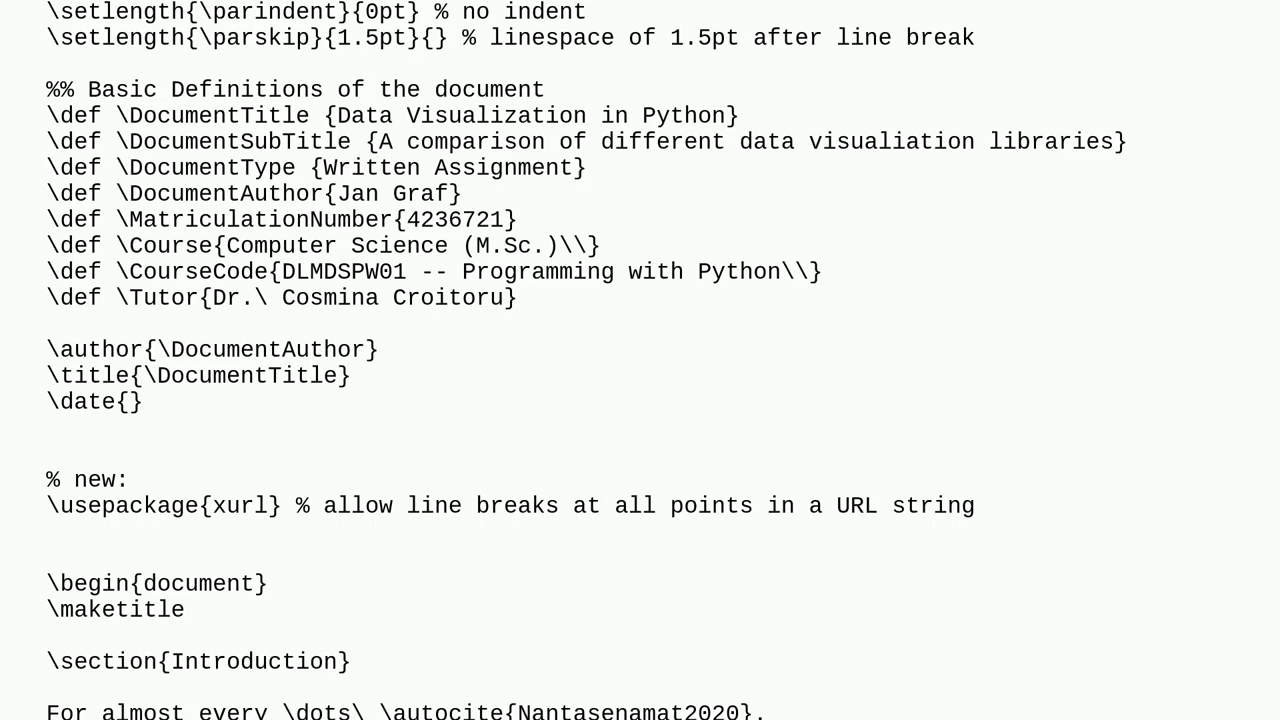 \setlength{\parindent}{0pt} % no indent
\setlength{\parskip}{1.5pt}{} % linespace of 1.5pt after line break
%% Basic Definitions of the document
\def \DocumentTitle {Data Visualization in Python}
\def \DocumentSubTitle {A comparison of different data visualiation libraries}
\def \DocumentType {Written Assignment}
\def \DocumentAuthor{Jan Graf}
\def \MatriculationNumber{4236721}
\def \Course{Computer Science (M.Sc.)\\}
\def \CourseCode{DLMDSPW01 -- Programming with Python\\}
\def \Tutor{Dr.\ Cosmina Croitoru}
\author{\DocumentAuthor}
\title{\DocumentTitle}
\date{}
% new:
\usepackage{xurl} % allow line breaks at all points in a URL string
\begin{document}
\maketitle
\section{Introduction}
For almost every \dots\ \autocite{Nantasenamat2020}.